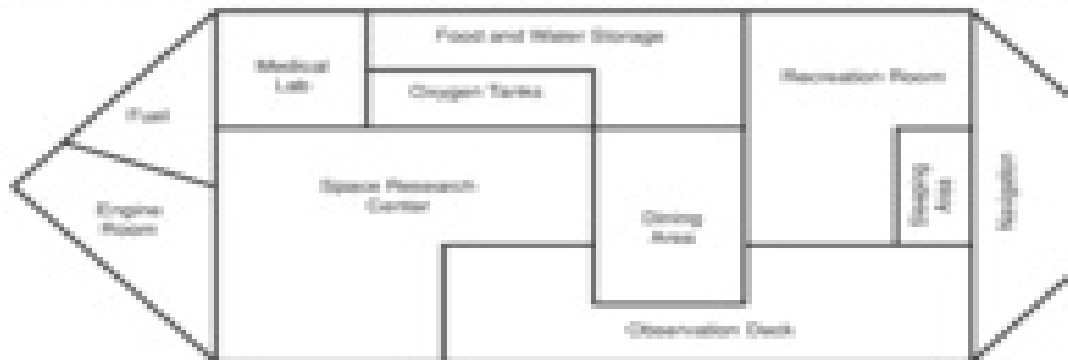 Food and Water Storage
Medical
Lab
Recreation Room
Oxygen Tanks
Fuel
Space Research
Center
Sleeping
Area
Navigation
Engine
Room
Dining
Area
Observation Deck